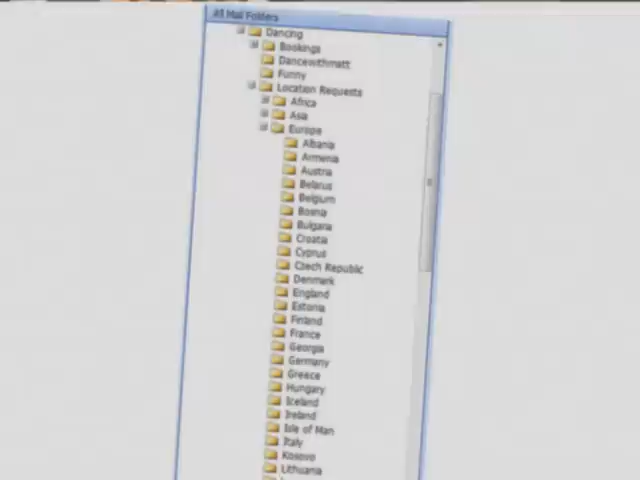 All Mail Folders
Dancing
Bookings
Dancewithmatt
Funny
Location Requests
Africa
Asia
Europe
Albania
Armenia
Austria
Belarus
Belgium
Bosnia
Bulgaria
Croatia
Cyprus
Czech Republic
Denmark
England
Estonia
Finland
France
Georgia
Germany
Greece
Hungary
Iceland
Ireland
Isle of Man
Italy
Kosovo
Lithuania